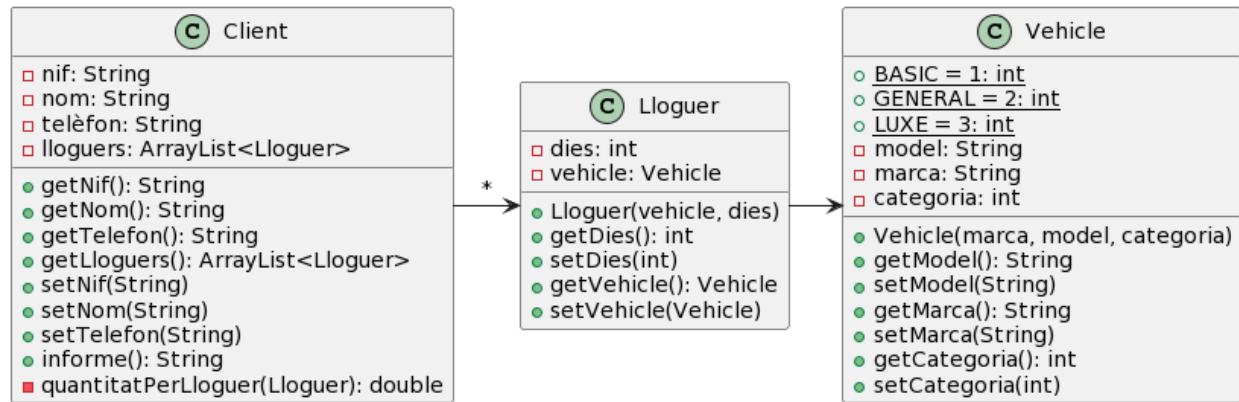 C Client
nif: String
nom: String
telèfon: String
lloguers: ArrayList<Lloguer>
getNif(): String
getNom(): String
getTelefon(): String
getLloguers(): ArrayList<Lloguer>
setNif(String)
setNom(String)
setTelefon(String)
informe(): String
quantitatPerLloguer(Lloguer): double
*
C Lloguer
dies: int
vehicle: Vehicle
Lloguer(vehicle, dies)
getDies(): int
setDies(int)
getVehicle(): Vehicle
setVehicle(Vehicle)
C Vehicle
BASIC = 1: int
GENERAL = 2: int
LUXE = 3: int
model: String
marca: String
categoria: int
Vehicle(marca, model, categoria)
getModel(): String
setModel(String)
getMarca(): String
setMarca(String)
getCategoria(): int
setCategoria(int)